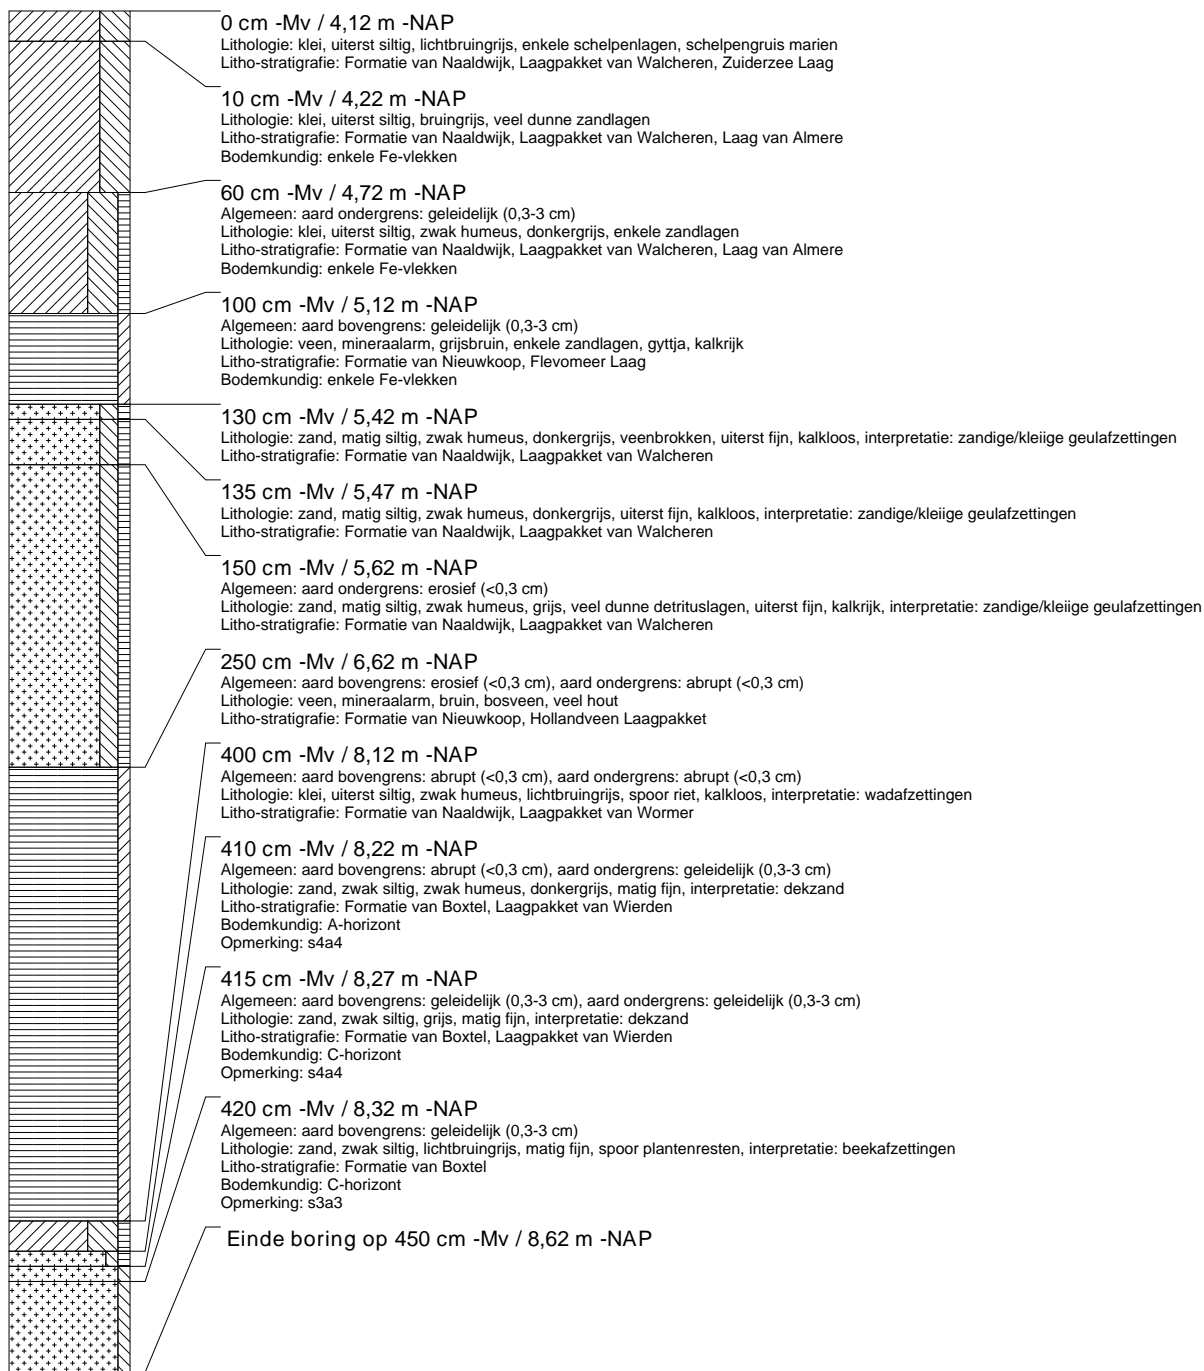 0 cm -Mv / 4,12 m -NAP
Lithologie: klei, uiterst siltig, lichtbruingrijs, enkele schelpenlagen, schelpengruis marien
Litho-stratigrafie: Formatie van Naaldwijk, Laagpakket van Walcheren, Zuiderzee Laag
10 cm -Mv / 4,22 m -NAP
Lithologie: klei, uiterst siltig, bruingrijs, veel dunne zandlagen
Litho-stratigrafie: Formatie van Naaldwijk, Laagpakket van Walcheren, Laag van Almere
Bodemkundig: enkele Fe-vlekken
60 cm -Mv / 4,72 m -NAP
Algemeen: aard ondergrens: geleidelijk (0,3-3 cm)
Lithologie: klei, uiterst siltig, zwak humeus, donkergrijs, enkele zandlagen
Litho-stratigrafie: Formatie van Naaldwijk, Laagpakket van Walcheren, Laag van Almere
Bodemkundig: enkele Fe-vlekken
100 cm -Mv / 5,12 m -NAP
Algemeen: aard bovengrens: geleidelijk (0,3-3 cm)
Lithologie: veen, mineraalarm, grijsbruin, enkele zandlagen, gyttja, kalkrijk
Litho-stratigrafie: Formatie van Nieuwkoop, Flevomeer Laag
Bodemkundig: enkele Fe-vlekken
130 cm -Mv / 5,42 m -NAP
Lithologie: zand, matig siltig, zwak humeus, donkergrijs, veenbrokken, uiterst fijn, kalkloos, interpretatie: zandige/kleiige geulafzettingen
Litho-stratigrafie: Formatie van Naaldwijk, Laagpakket van Walcheren
135 cm -Mv / 5,47 m -NAP
Lithologie: zand, matig siltig, zwak humeus, donkergrijs, uiterst fijn, kalkloos, interpretatie: zandige/kleiige geulafzettingen
Litho-stratigrafie: Formatie van Naaldwijk, Laagpakket van Walcheren
150 cm -Mv / 5,62 m -NAP
Algemeen: aard ondergrens: erosief (<0,3 cm)
Lithologie: zand, matig siltig, zwak humeus, grijs, veel dunne detrituslagen, uiterst fijn, kalkrijk, interpretatie: zandige/kleiige geulafzettingen
Litho-stratigrafie: Formatie van Naaldwijk, Laagpakket van Walcheren
250 cm -Mv / 6,62 m -NAP
Algemeen: aard bovengrens: erosief (<0,3 cm), aard ondergrens: abrupt (<0,3 cm)
Lithologie: veen, mineraalarm, bruin, bosveen, veel hout
Litho-stratigrafie: Formatie van Nieuwkoop, Hollandveen Laagpakket
400 cm -Mv / 8,12 m -NAP
Algemeen: aard bovengrens: abrupt (<0,3 cm), aard ondergrens: abrupt (<0,3 cm)
Lithologie: klei, uiterst siltig, zwak humeus, lichtbruingrijs, spoor riet, kalkloos, interpretatie: wadafzettingen
Litho-stratigrafie: Formatie van Naaldwijk, Laagpakket van Wormer
410 cm -Mv / 8,22 m -NAP
Algemeen: aard bovengrens: abrupt (<0,3 cm), aard ondergrens: geleidelijk (0,3-3 cm)
Lithologie: zand, zwak siltig, zwak humeus, donkergrijs, matig fijn, interpretatie: dekzand
Litho-stratigrafie: Formatie van Boxtel, Laagpakket van Wierden
Bodemkundig: A-horizont
Opmerking: s4a4
415 cm -Mv / 8,27 m -NAP
Algemeen: aard bovengrens: geleidelijk (0,3-3 cm), aard ondergrens: geleidelijk (0,3-3 cm)
Lithologie: zand, zwak siltig, grijs, matig fijn, interpretatie: dekzand
Litho-stratigrafie: Formatie van Boxtel, Laagpakket van Wierden
Bodemkundig: C-horizont
Opmerking: s4a4
420 cm -Mv / 8,32 m -NAP
Algemeen: aard bovengrens: geleidelijk (0,3-3 cm)
Lithologie: zand, zwak siltig, lichtbruingrijs, matig fijn, spoor plantenresten, interpretatie: beekafzettingen
Litho-stratigrafie: Formatie van Boxtel
Bodemkundig: C-horizont
Opmerking: s3a3
Einde boring op 450 cm -Mv / 8,62 m -NAP